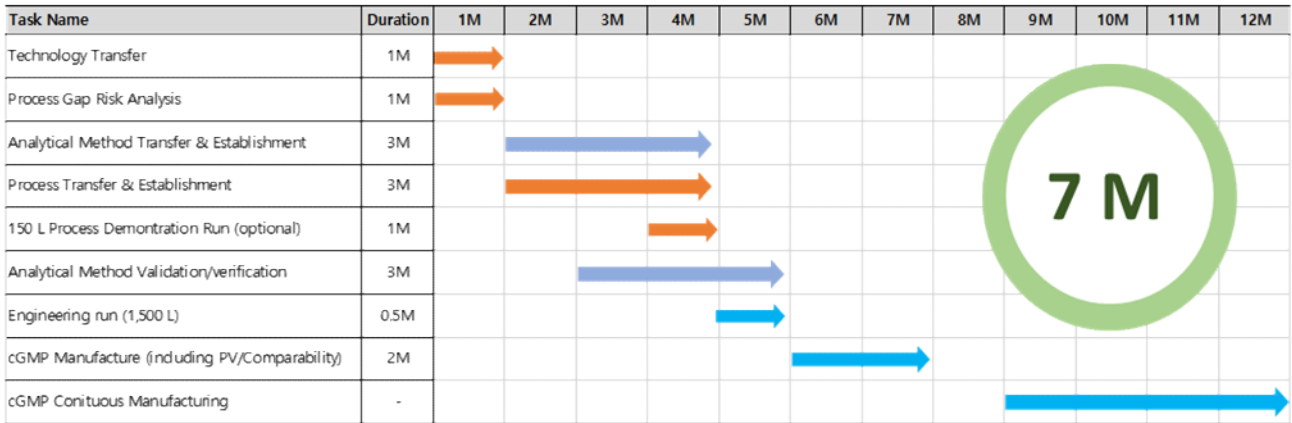 Task Name Duration 1M 2M 3M 4M 5M 6M 7M 8M 9M 10M 11M 12M
Technology Transfer 1M
Process Gap Risk Analysis 1M
Analytical Method Transfer & Establishment 3M
Process Transfer & Establishment 3M
150 L Process Demontration Run (optional) 1M
Analytical Method Validation/verification 3M
Engineering run (1,500 L) 0.5M
cGMP Manufacture (including PV/Comparability) 2M
cGMP Conituous Manufacturing -
7 M